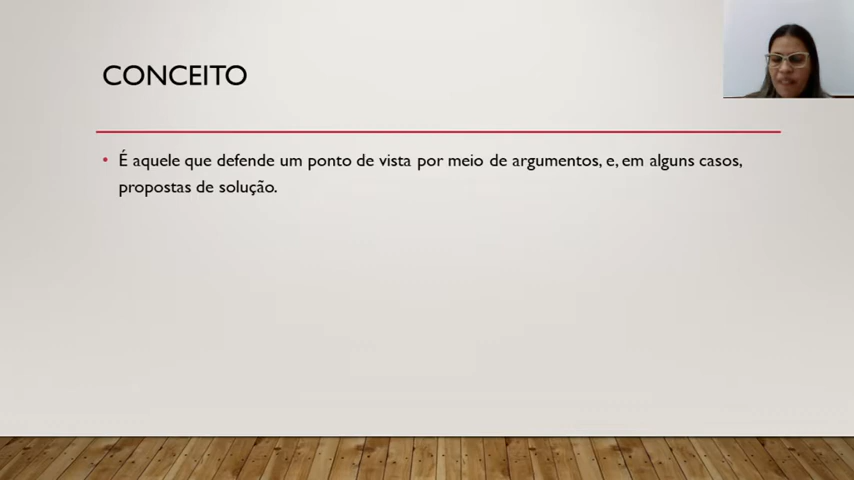 CONCEITO
• É aquele que defende um ponto de vista por meio de argumentos, e, em alguns casos,
propostas de solução.